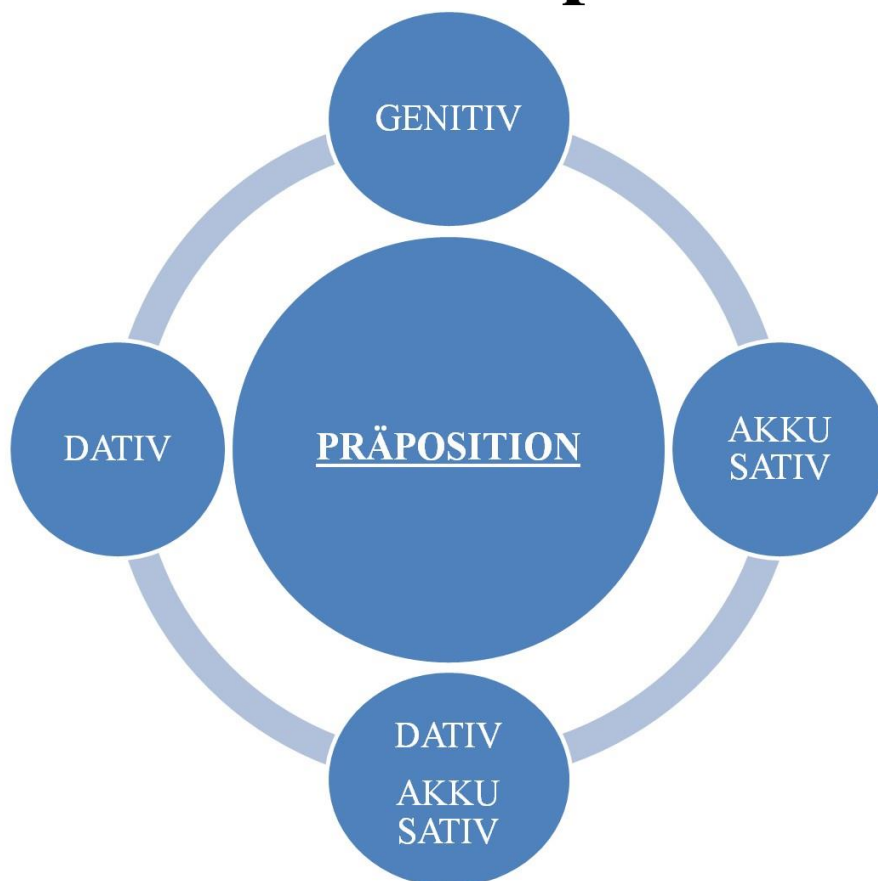 GENITIV
DATIV
PRÄPOSITION
AKKU
SATIV
DATIV
AKKU
SATIV